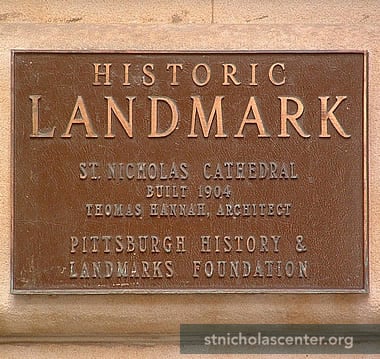 HISTORIC
LANDMARK
ST. NICHOLAS CATHEDRAL
BUILT 1904
THOMAS HANNAH, ARCHITECT
PITTSBURGH HISTORY &
LANDMARKS FOUNDATION
stnicholascenter.org